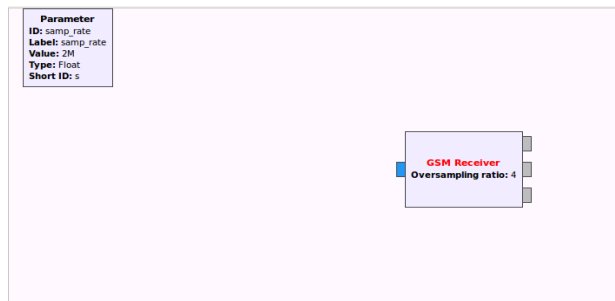 Parameter
ID: samp_rate
Label: samp_rate
Value: 2M
Type: Float
Short ID: s
GSM Receiver
Oversampling ratio: 4